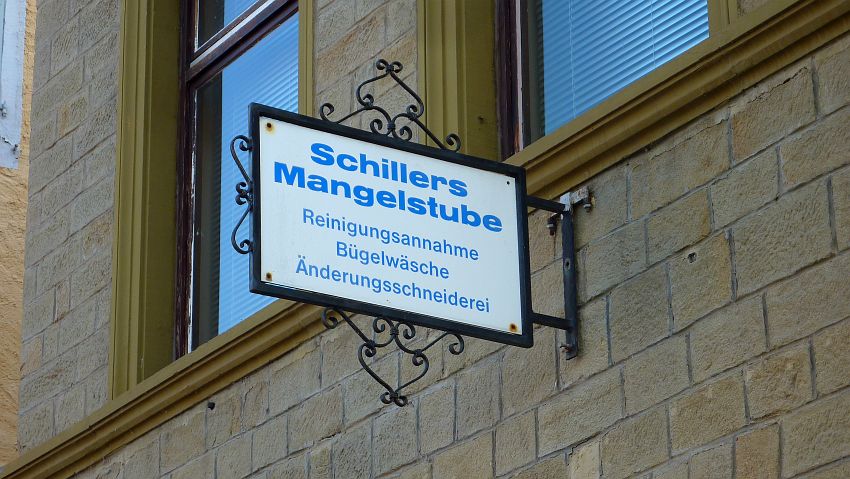 Schillers
Mangelstube
Reinigungsannahme
Bügelwäsche
Änderungsschneiderei